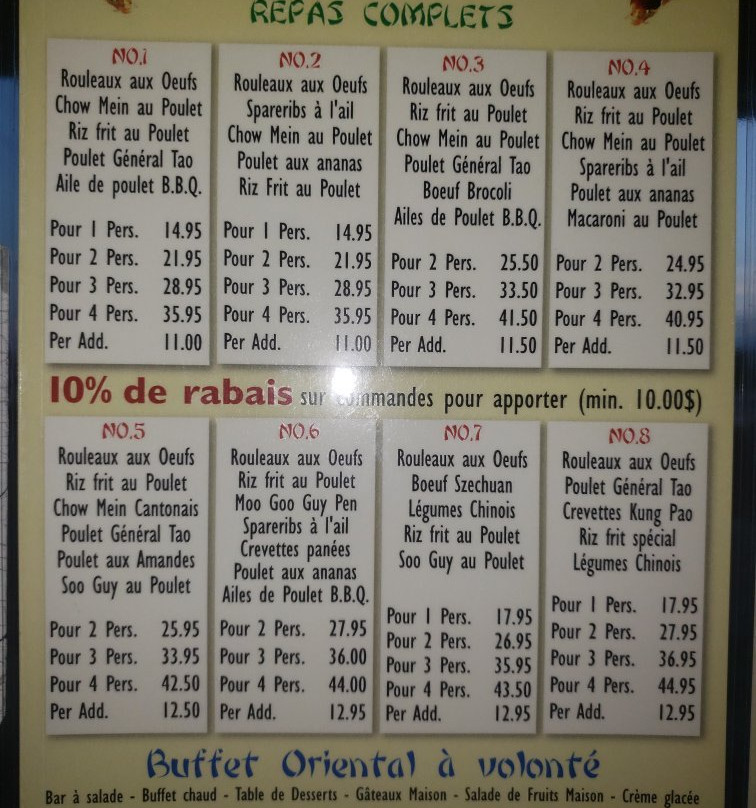 REPAS COMPLETS
NO.1
Rouleaux aux Oeufs
Chow Mein au Poulet
Riz frit au Poulet
Poulet Général Tao
Aile de poulet B.B.Q.
Pour 1 Pers. 14.95
Pour 2 Pers. 21.95
Pour 3 Pers. 28.95
Pour 4 Pers. 35.95
Per Add. 11.00
NO.2
Rouleaux aux Oeufs
Spareribs à l'ail
Chow Mein au Poulet
Poulet aux ananas
Riz Frit au Poulet
Pour 1 Pers. 14.95
Pour 2 Pers. 21.95
Pour 3 Pers. 28.95
Pour 4 Pers. 35.95
Per Add. 11.00
NO.3
Rouleaux aux Oeufs
Riz frit au Poulet
Chow Mein au Poulet
Poulet Général Tao
Boeuf Brocoli
Ailes de Poulet B.B.Q.
Pour 2 Pers. 25.50
Pour 3 Pers. 33.50
Pour 4 Pers. 41.50
Per Add. 11.50
NO.4
Rouleaux aux Oeufs
Riz frit au Poulet
Chow Mein au Poulet
Spareribs à l'ail
Poulet aux ananas
Macaroni au Poulet
Pour 2 Pers. 24.95
Pour 3 Pers. 32.95
Pour 4 Pers. 40.95
Per Add. 11.50
10% de rabais sur commandes pour apporter (min. 10.00$)
NO.5
Rouleaux aux Oeufs
Riz frit au Poulet
Chow Mein Cantonais
Poulet Général Tao
Poulet aux Amandes
Soo Guy au Poulet
Pour 2 Pers. 25.95
Pour 3 Pers. 33.95
Pour 4 Pers. 42.50
Per Add. 12.50
NO.6
Rouleaux aux Oeufs
Riz frit au Poulet
Moo Goo Guy Pen
Spareribs à l'ail
Crevettes panées
Poulet aux ananas
Ailes de Poulet B.B.Q.
Pour 2 Pers. 27.95
Pour 3 Pers. 36.00
Pour 4 Pers. 44.00
Per Add. 12.95
NO.7
Rouleaux aux Oeufs
Boeuf Szechuan
Légumes Chinois
Riz frit au Poulet
Soo Guy au Poulet
Pour 1 Pers. 17.95
Pour 2 Pers. 26.95
Pour 3 Pers. 35.95
Pour 4 Pers. 43.50
Per Add. 12.95
NO.8
Rouleaux aux Oeufs
Poulet Général Tao
Crevettes Kung Pao
Riz frit spécial
Légumes Chinois
Pour 1 Pers. 17.95
Pour 2 Pers. 27.95
Pour 3 Pers. 36.95
Pour 4 Pers. 44.95
Per Add. 12.95
Buffet Oriental à volonté
Bar à salade - Buffet chaud - Table de Desserts - Gâteaux Maison - Salade de Fruits Maison - Crème glacée